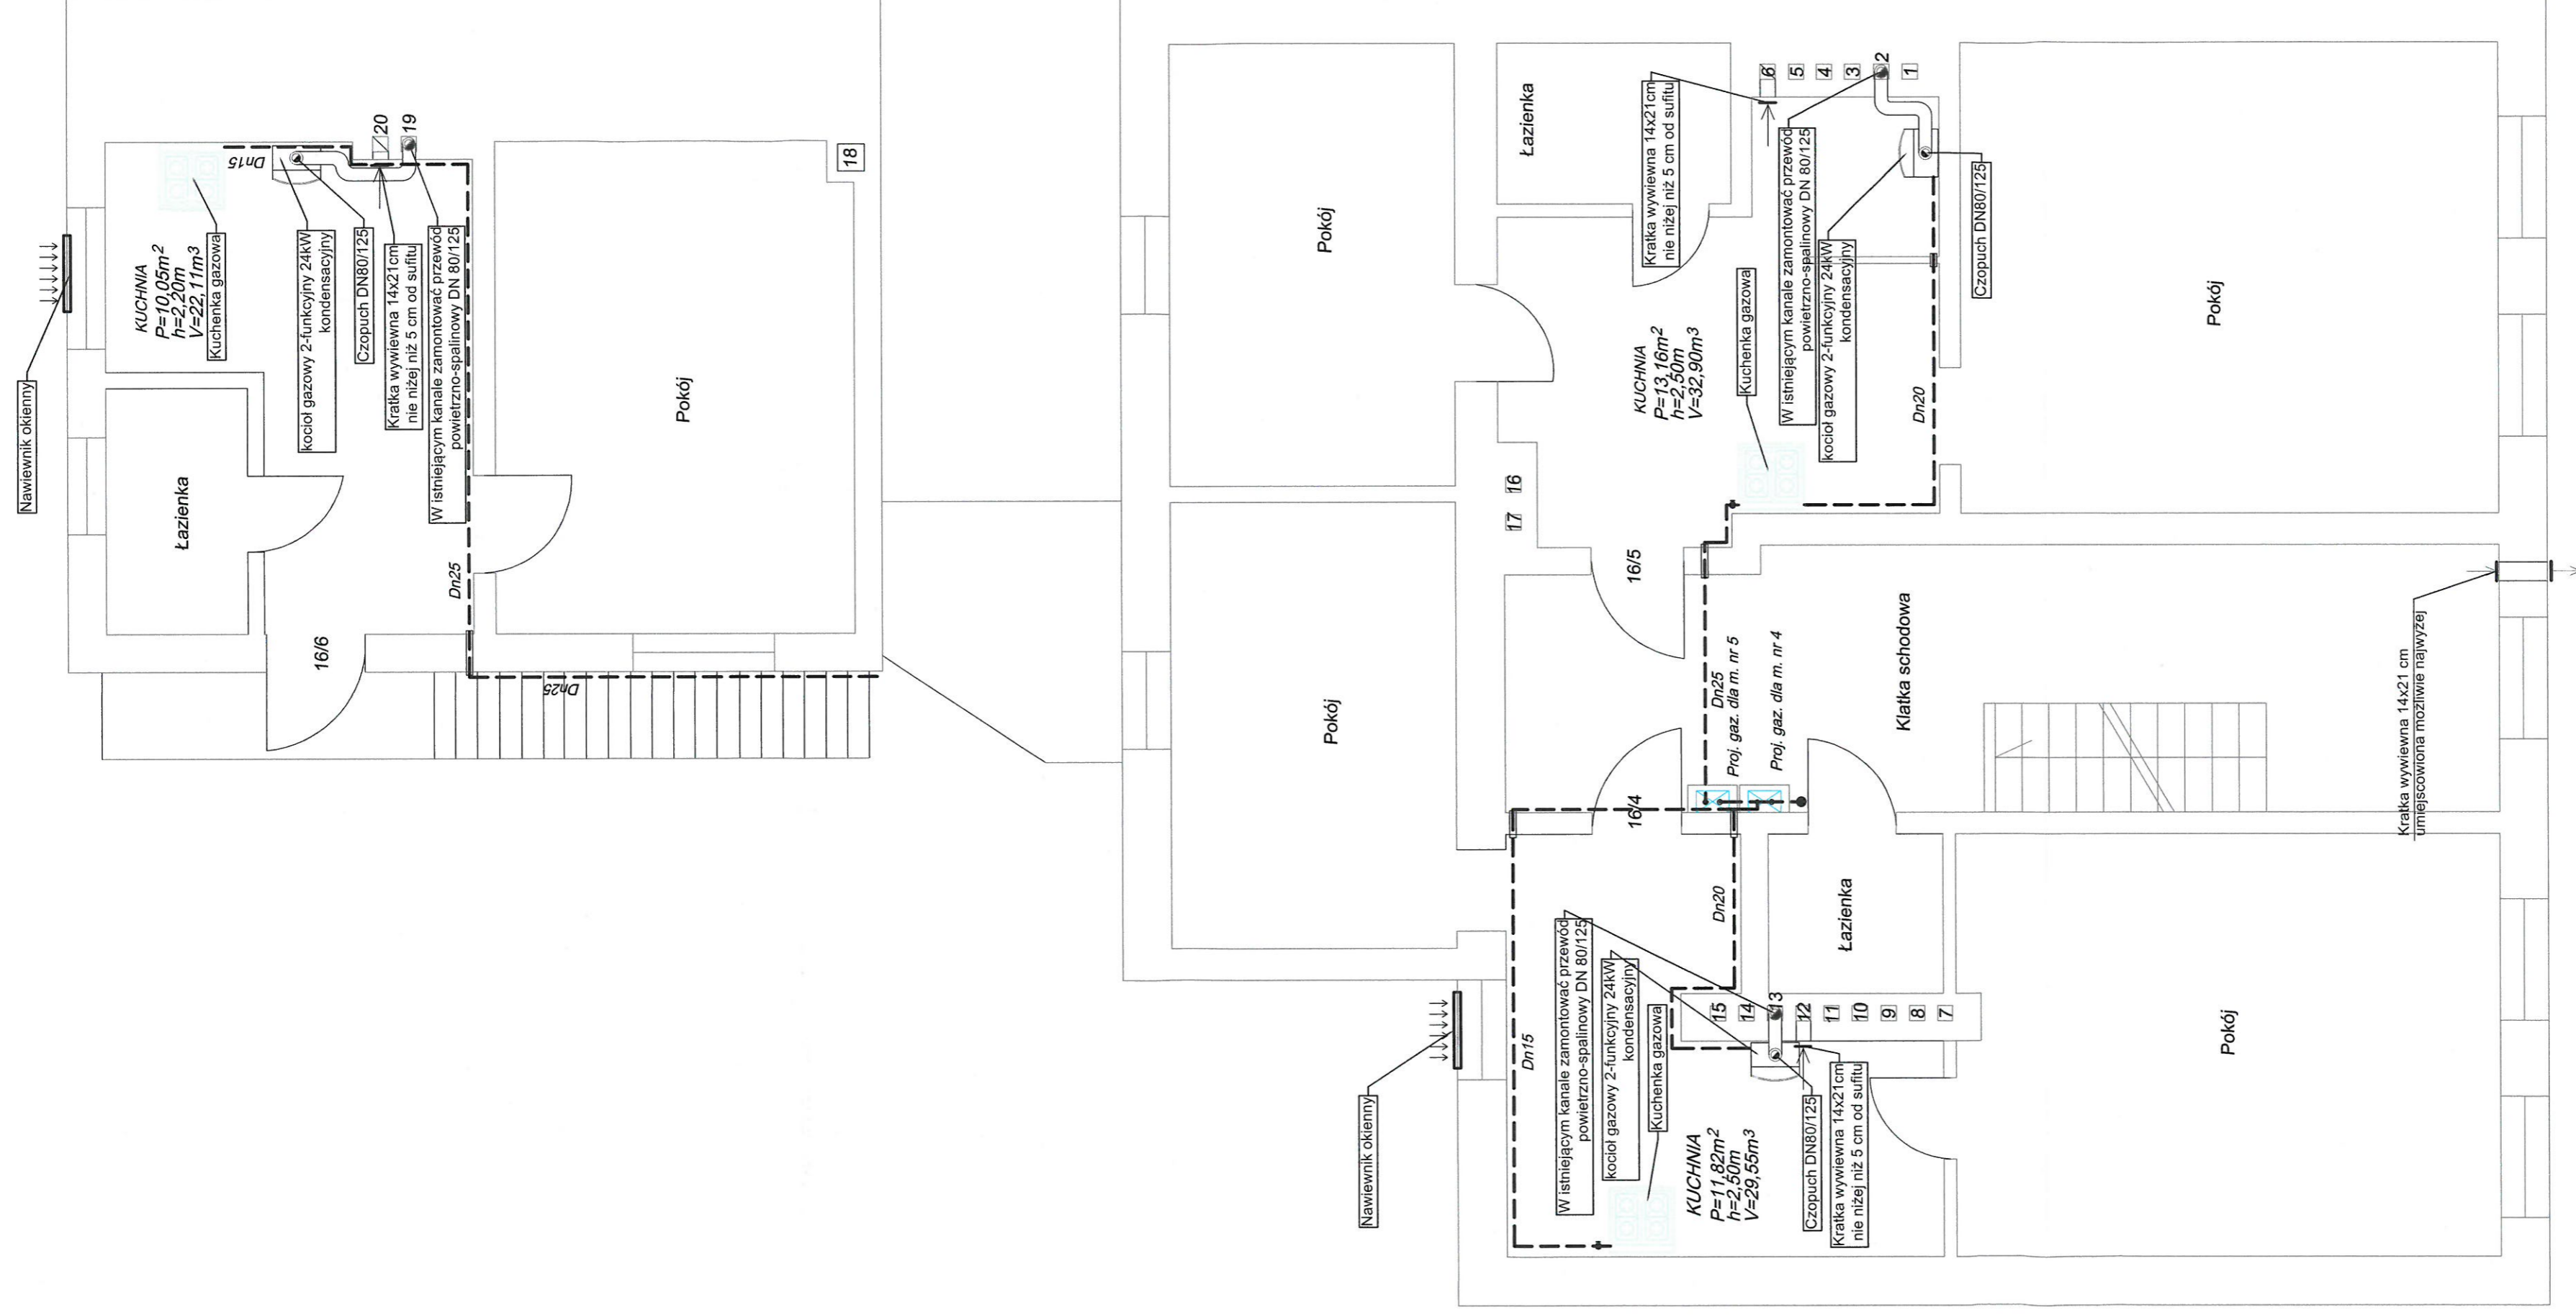 Nawiewnik okienny
KUCHNIA
P=10,05m²
h=2,20m
V=22,11m³
Kuchenka gazowa
Dn15
kocioł gazowy 2-funkcyjny 24kW
kondensacyjny
Czopuch DN80/125
Kratka wywiewna 14x21cm
nie niżej niż 5 cm od sufitu
W istniejącym kanale zamontować przewód
powietrzno-spalinowy DN 80/125
20
19
18
Łazienka
Pokój
16/6
Dn25
Dn25
Pokój
Łazienka
Kratka wywiewna 14x21cm
nie niżej niż 5 cm od sufitu
6
5
4
3
2
1
W istniejącym kanale zamontować przewód
powietrzno-spalinowy DN 80/125
kocioł gazowy 2-funkcyjny 24kW
kondensacyjny
Czopuch DN80/125
Kuchenka gazowa
KUCHNIA
P=13,16m²
h=2,50m
V=32,90m³
Dn20
Pokój
16
17
16/5
Pokój
Dn25
Proj. gaz. dla m. nr 5
Proj. gaz. dla m. nr 4
Klatka schodowa
Kratka wywiewna 14x21 cm
umiejscowiona możliwie najwyżej
16/4
Dn20
Łazienka
Nawiewnik okienny
Dn15
W istniejącym kanale zamontować przewód
powietrzno-spalinowy DN 80/125
kocioł gazowy 2-funkcyjny 24kW
kondensacyjny
Kuchenka gazowa
15
14
13
12
11
10
9
8
7
KUCHNIA
P=11,82m²
h=2,50m
V=29,55m³
Czopuch DN80/125
Kratka wywiewna 14x21cm
nie niżej niż 5 cm od sufitu
Pokój